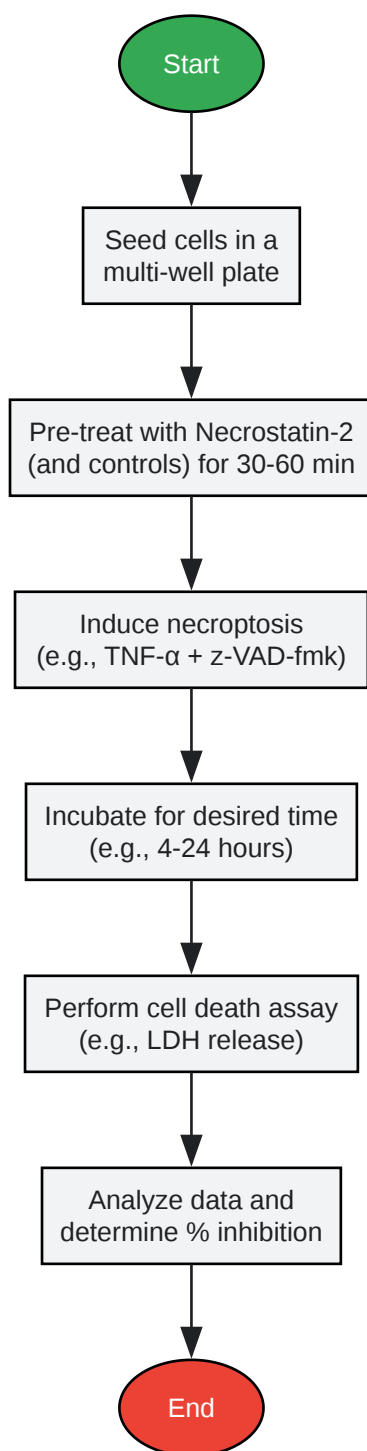 Start
Seed cells in a
multi-well plate
Pre-treat with Necrostatin-2
(and controls) for 30-60 min
Induce necroptosis
(e.g., TNF-α + z-VAD-fmk)
Incubate for desired time
(e.g., 4-24 hours)
Perform cell death assay
(e.g., LDH release)
Analyze data and
determine % inhibition
End